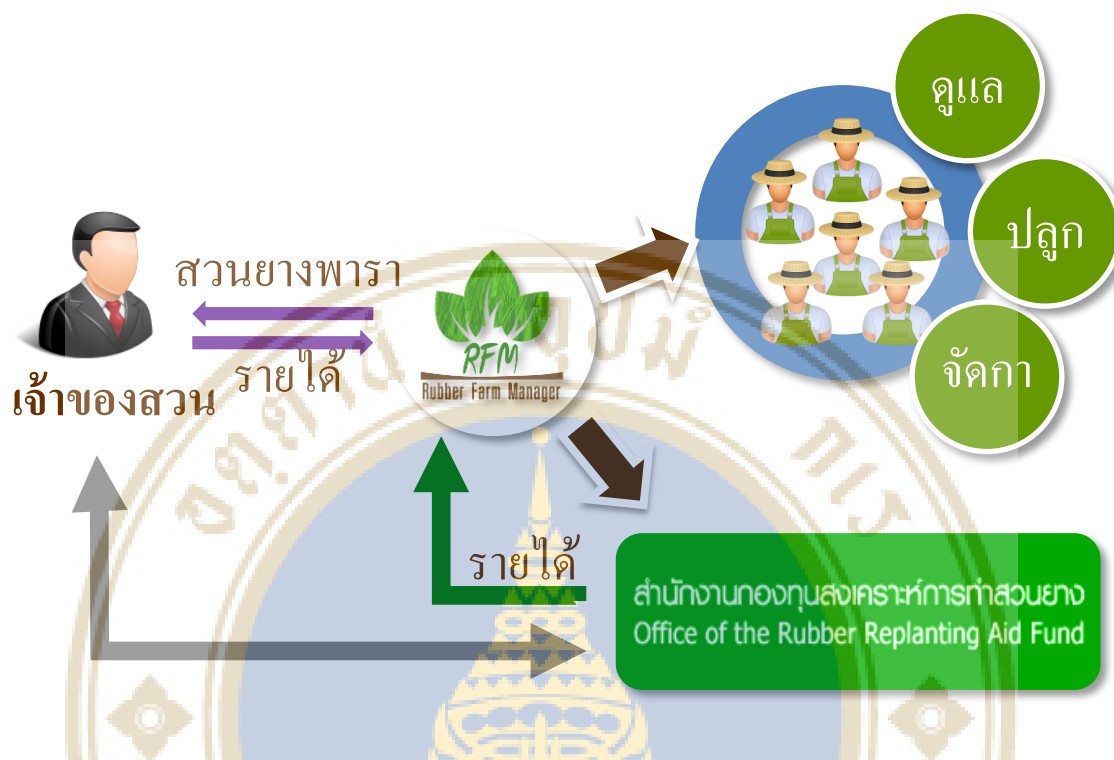 ดูแล
ปลูก
จัดกา
สวนยางพารา
รายได้
เจ้าของสวน
RFM
Rubber Farm Manager
รายได้
สำนักงานกองทุนสงเคราะห์การทำสวนยาง
Office of the Rubber Replanting Aid Fund